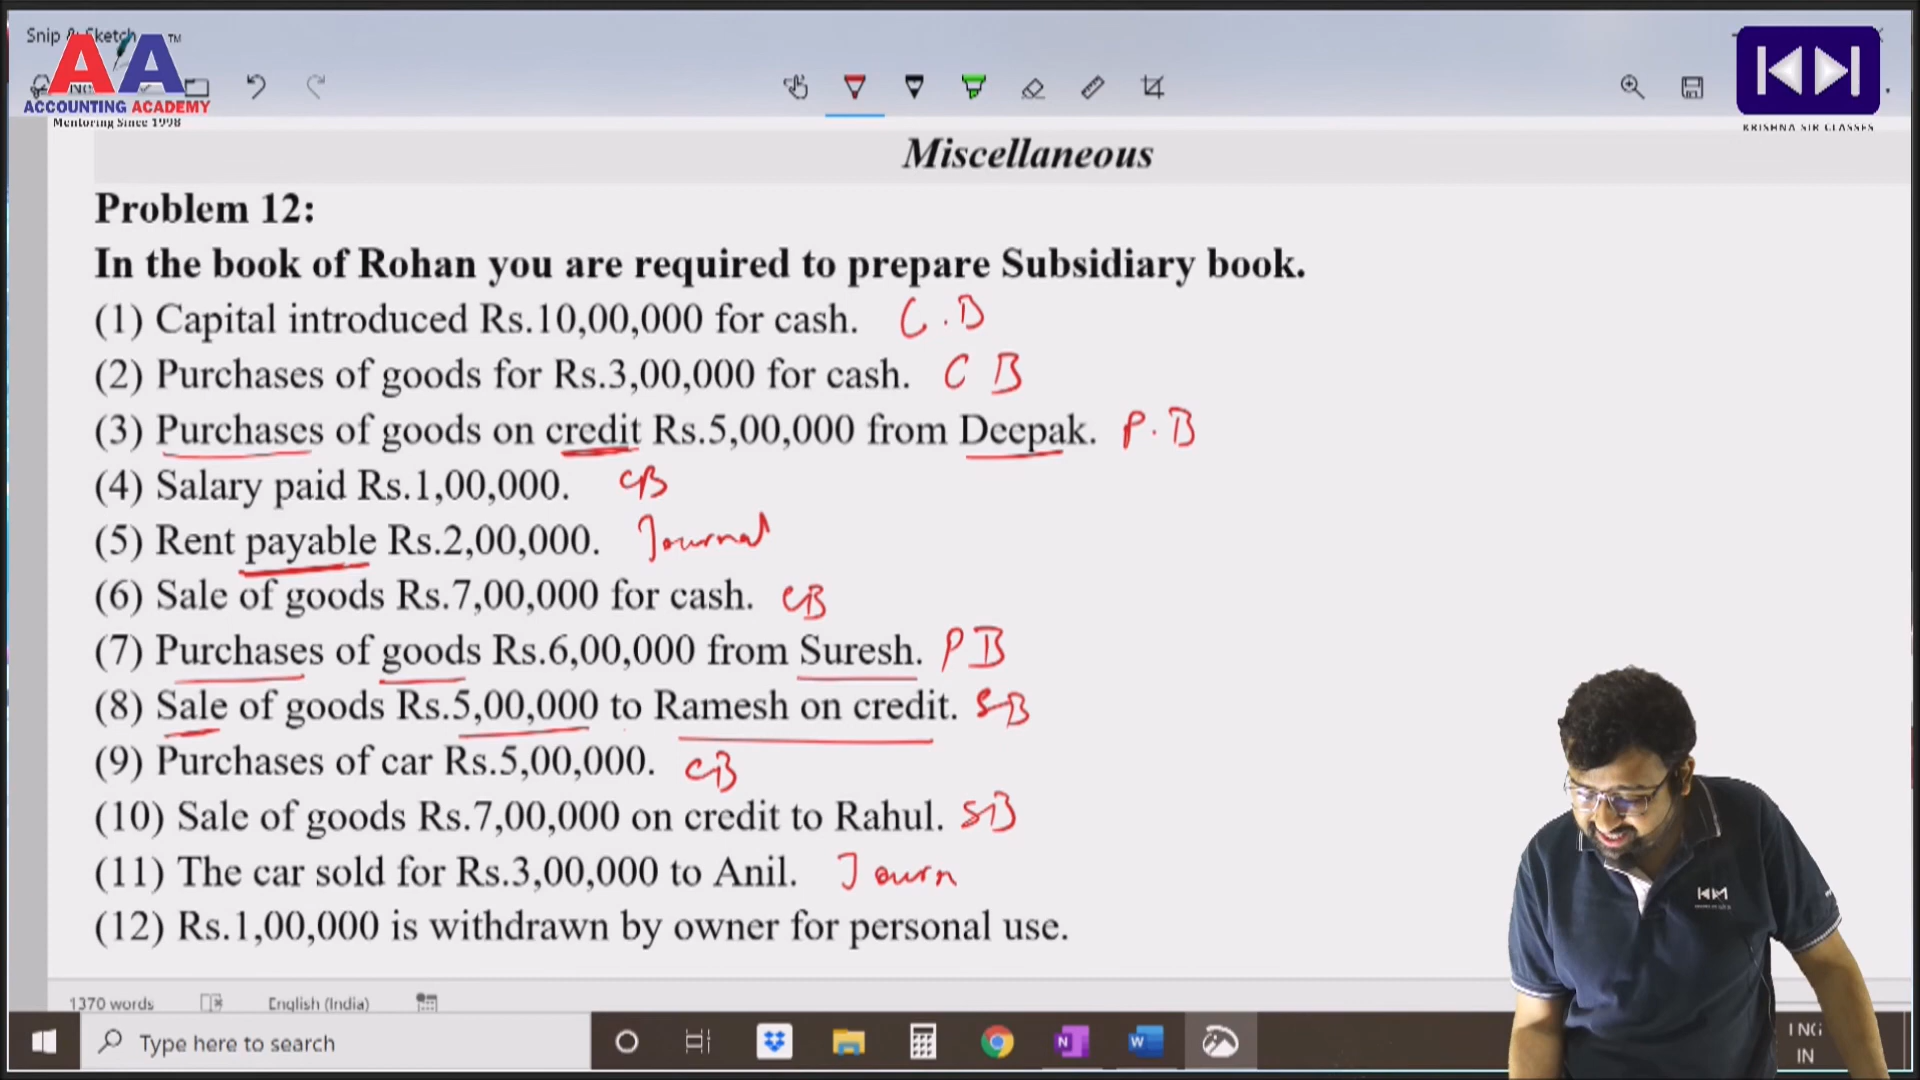 Snip & Sketch
AA TM
ACCOUNTING ACADEMY
Mentoring Since 1998
KRISHNA SIR CLASSES
Miscellaneous
Problem 12:
In the book of Rohan you are required to prepare Subsidiary book.
(1) Capital introduced Rs.10,00,000 for cash. C.B
(2) Purchases of goods for Rs.3,00,000 for cash. C B
(3) Purchases of goods on credit Rs.5,00,000 from Deepak. P.B
(4) Salary paid Rs.1,00,000. CB
(5) Rent payable Rs.2,00,000. Journal
(6) Sale of goods Rs.7,00,000 for cash. CB
(7) Purchases of goods Rs.6,00,000 from Suresh. PB
(8) Sale of goods Rs.5,00,000 to Ramesh on credit. SB
(9) Purchases of car Rs.5,00,000. CB
(10) Sale of goods Rs.7,00,000 on credit to Rahul. SB
(11) The car sold for Rs.3,00,000 to Anil. Journ
(12) Rs.1,00,000 is withdrawn by owner for personal use.
1370 words English (India)
Type here to search
N W
IN